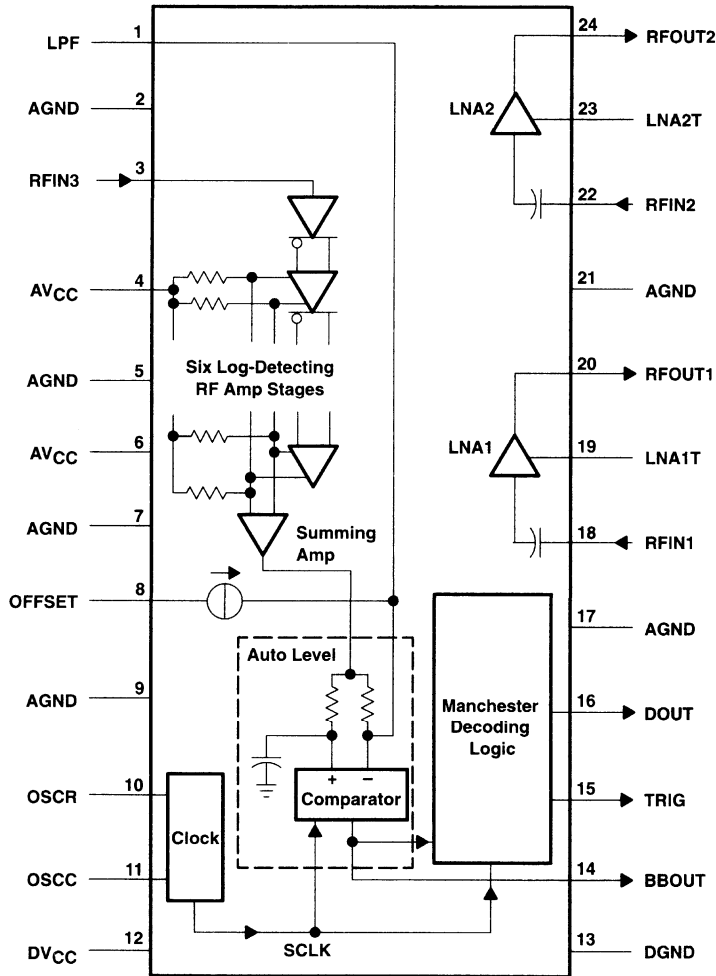 LPF 1
AGND 2
RFIN3 3
AVCC 4
AGND 5
AVCC 6
AGND 7
OFFSET 8
AGND 9
OSCR 10
OSCC 11
DVCC 12
Six Log-Detecting
RF Amp Stages
Summing
Amp
Auto Level
+ −
Comparator
Clock
SCLK
Manchester
Decoding
Logic
24 RFOUT2
LNA2
23 LNA2T
22 RFIN2
21 AGND
20 RFOUT1
LNA1
19 LNA1T
18 RFIN1
17 AGND
16 DOUT
15 TRIG
14 BBOUT
13 DGND